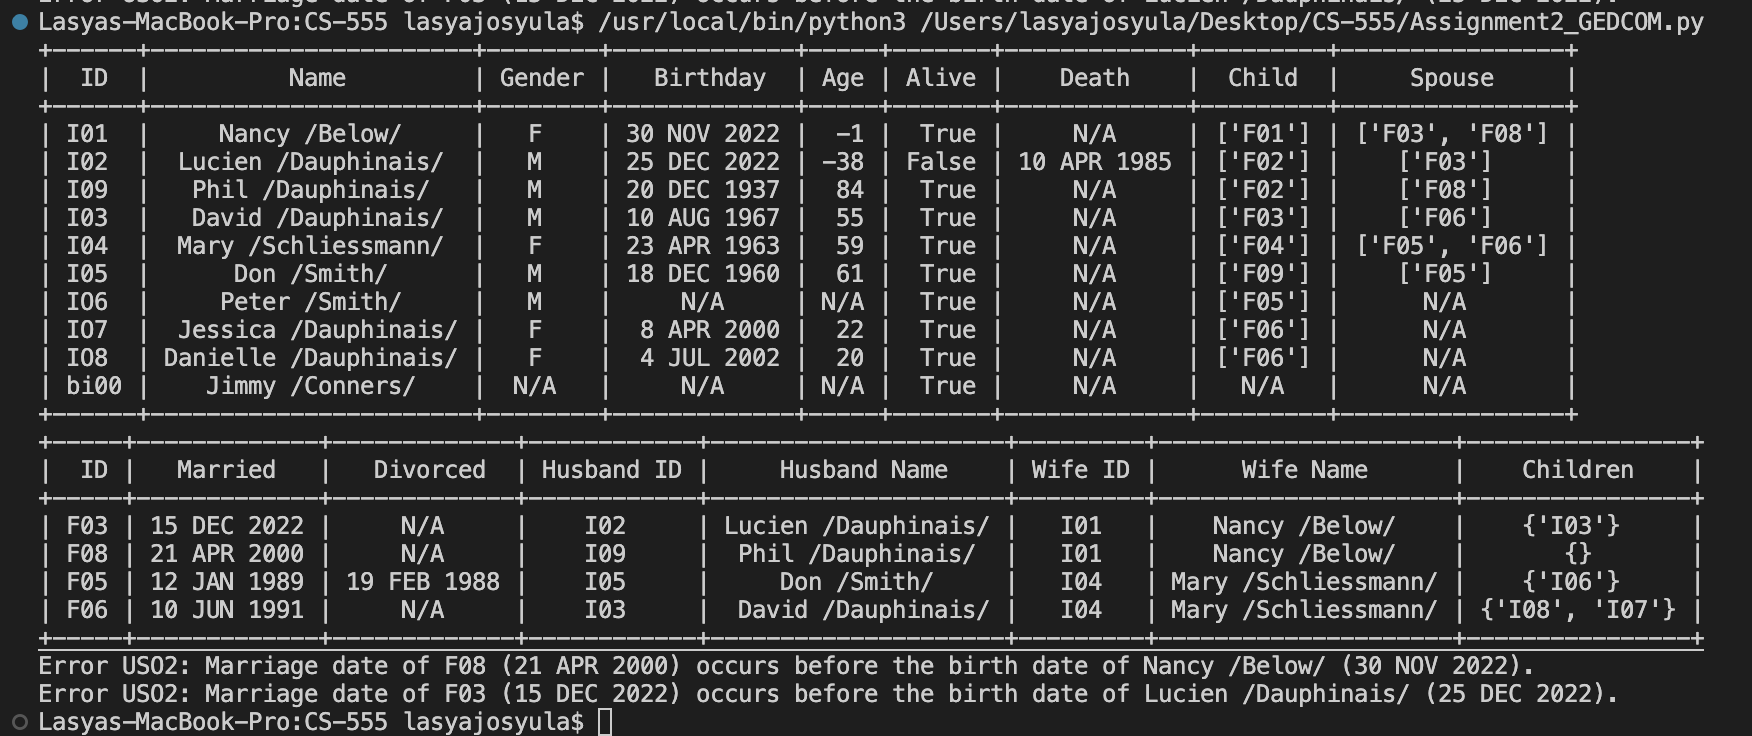 Lasyas-MacBook-Pro:CS-555 lasyajosyula$ /usr/local/bin/python3 /Users/lasyajosyula/Desktop/CS-555/Assignment2_GEDCOM.py
+------+------------------------+--------+-------------+-----+-------+-------------+---------+----------------+
| ID | Name | Gender | Birthday | Age | Alive | Death | Child | Spouse |
+------+------------------------+--------+-------------+-----+-------+-------------+---------+----------------+
| I01 | Nancy /Below/ | F | 30 NOV 2022 | -1 | True | N/A | ['F01'] | ['F03', 'F08'] |
| I02 | Lucien /Dauphinais/ | M | 25 DEC 2022 | -38 | False | 10 APR 1985 | ['F02'] | ['F03'] |
| I09 | Phil /Dauphinais/ | M | 20 DEC 1937 | 84 | True | N/A | ['F02'] | ['F08'] |
| I03 | David /Dauphinais/ | M | 10 AUG 1967 | 55 | True | N/A | ['F03'] | ['F06'] |
| I04 | Mary /Schliessmann/ | F | 23 APR 1963 | 59 | True | N/A | ['F04'] | ['F05', 'F06'] |
| I05 | Don /Smith/ | M | 18 DEC 1960 | 61 | True | N/A | ['F09'] | ['F05'] |
| IO6 | Peter /Smith/ | M | N/A | N/A | True | N/A | ['F05'] | N/A |
| IO7 | Jessica /Dauphinais/ | F | 8 APR 2000 | 22 | True | N/A | ['F06'] | N/A |
| IO8 | Danielle /Dauphinais/ | F | 4 JUL 2002 | 20 | True | N/A | ['F06'] | N/A |
| bi00 | Jimmy /Conners/ | N/A | N/A | N/A | True | N/A | N/A | N/A |
+------+------------------------+--------+-------------+-----+-------+-------------+---------+----------------+
+-----+-------------+-------------+------------+---------------------+---------+---------------------+----------------+
| ID | Married | Divorced | Husband ID | Husband Name | Wife ID | Wife Name | Children |
+-----+-------------+-------------+------------+---------------------+---------+---------------------+----------------+
| F03 | 15 DEC 2022 | N/A | I02 | Lucien /Dauphinais/ | I01 | Nancy /Below/ | {'I03'} |
| F08 | 21 APR 2000 | N/A | I09 | Phil /Dauphinais/ | I01 | Nancy /Below/ | {} |
| F05 | 12 JAN 1989 | 19 FEB 1988 | I05 | Don /Smith/ | I04 | Mary /Schliessmann/ | {'IO6'} |
| F06 | 10 JUN 1991 | N/A | I03 | David /Dauphinais/ | I04 | Mary /Schliessmann/ | {'IO8', 'IO7'} |
+-----+-------------+-------------+------------+---------------------+---------+---------------------+----------------+
Error USO2: Marriage date of F08 (21 APR 2000) occurs before the birth date of Nancy /Below/ (30 NOV 2022).
Error USO2: Marriage date of F03 (15 DEC 2022) occurs before the birth date of Lucien /Dauphinais/ (25 DEC 2022).
Lasyas-MacBook-Pro:CS-555 lasyajosyula$